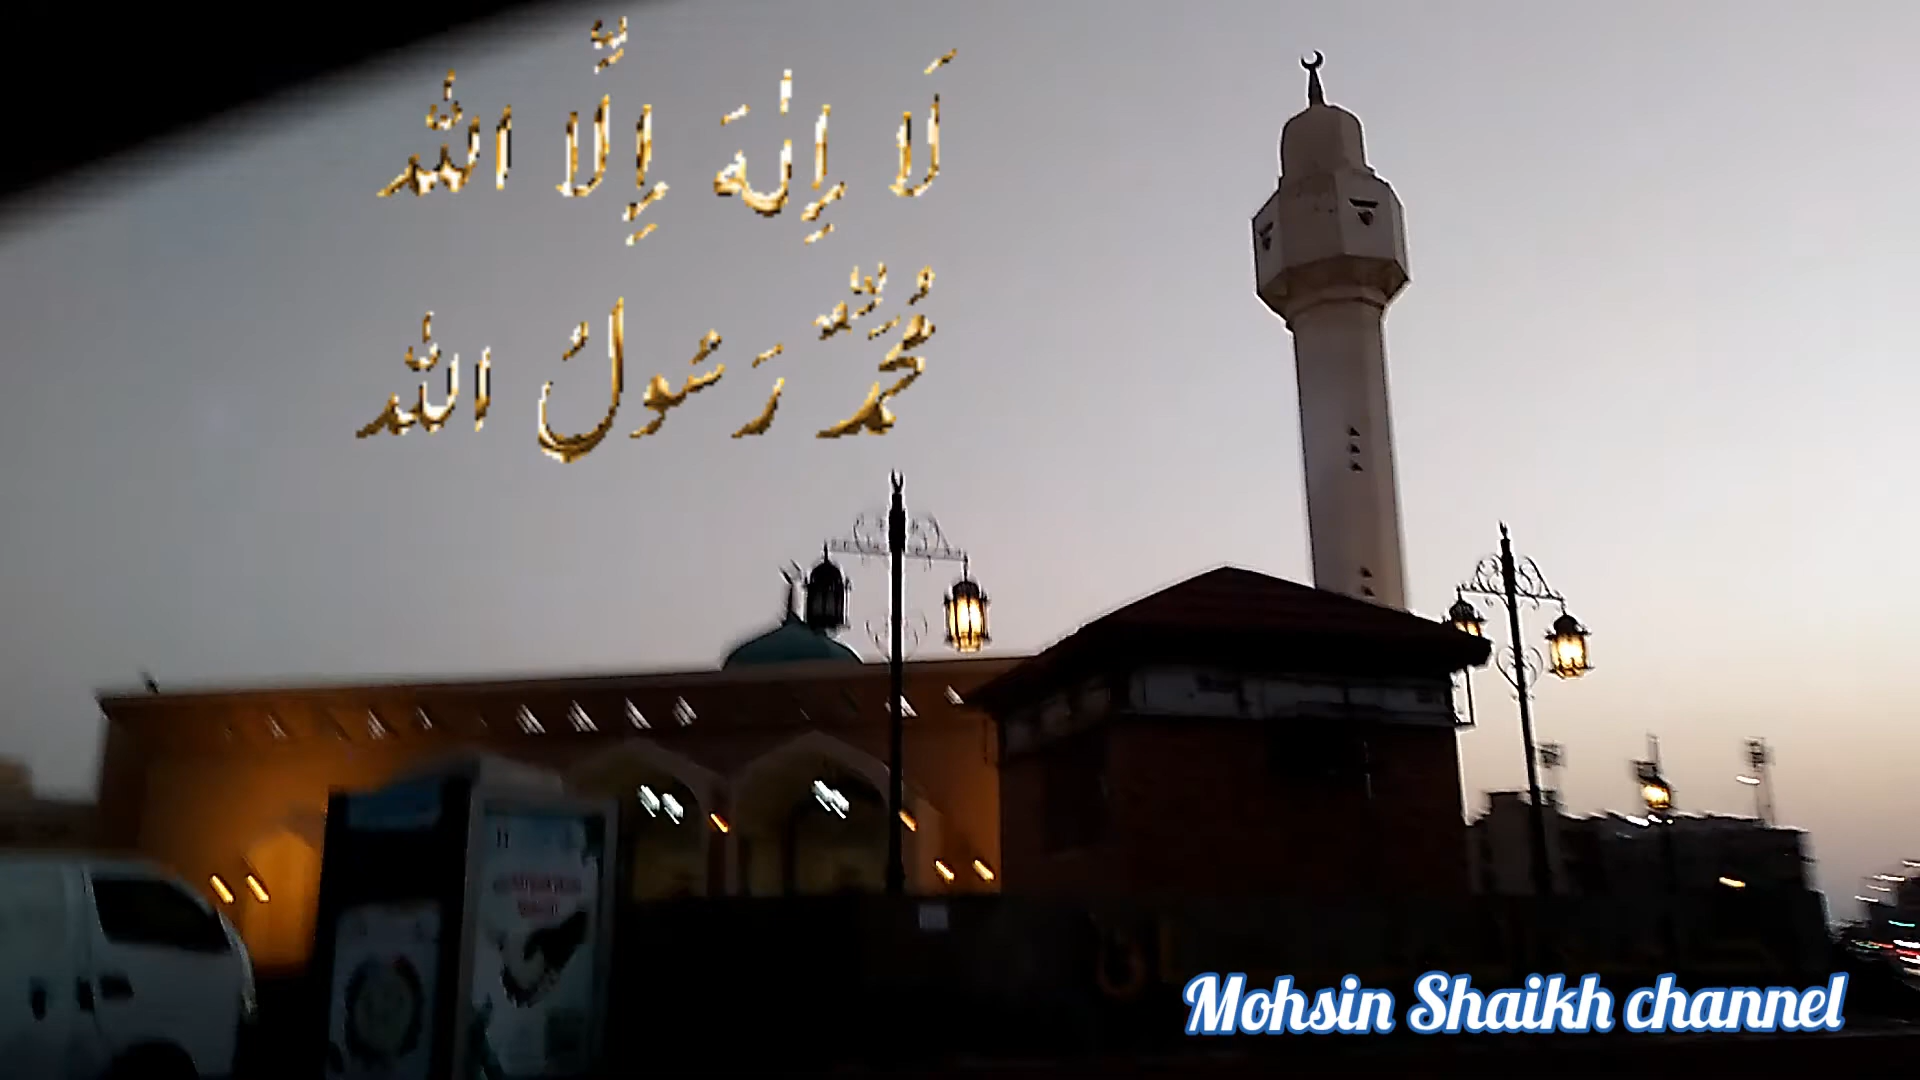 لَا إِلٰهَ إِلَّا اللّٰه
مُحَمَّدٌ رَسُولُ اللّٰه
Mohsin Shaikh channel